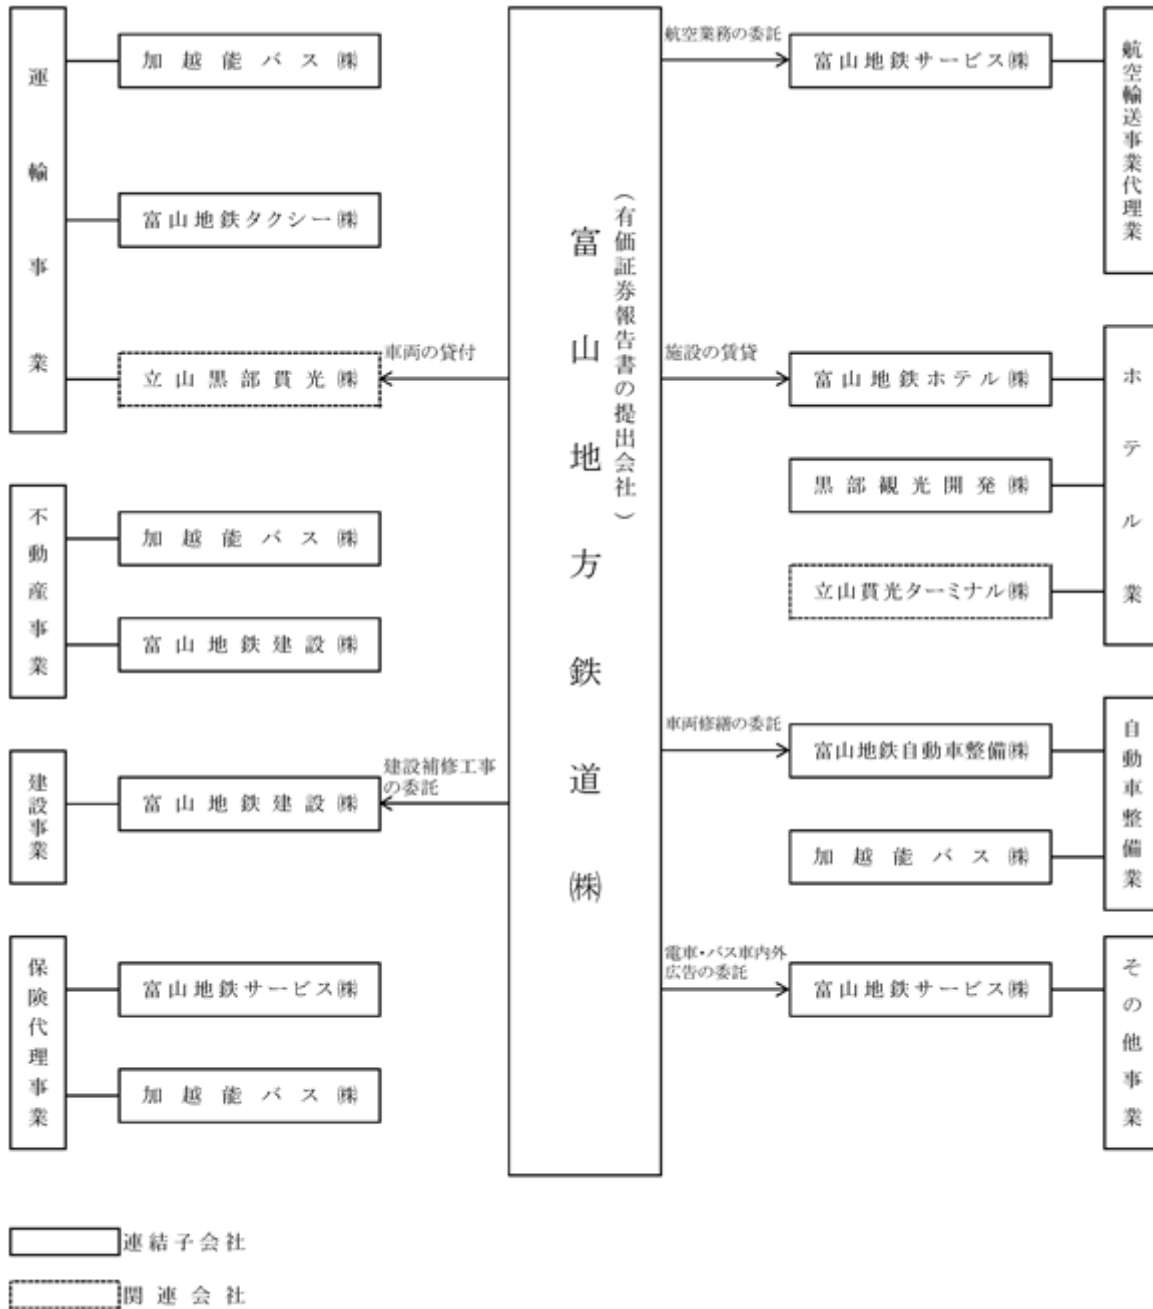 運輸事業
加越能バス㈱
富山地鉄タクシー㈱
立山黒部貫光㈱
車両の貸付
不動産事業
加越能バス㈱
富山地鉄建設㈱
建設事業
富山地鉄建設㈱
建設補修工事
の委託
保険代理事業
富山地鉄サービス㈱
加越能バス㈱
富山地方鉄道㈱
（有価証券報告書の提出会社）
航空業務の委託
富山地鉄サービス㈱
航空輸送事業代理業
施設の賃貸
富山地鉄ホテル㈱
黒部観光開発㈱
立山貫光ターミナル㈱
ホテル業
車両修繕の委託
富山地鉄自動車整備㈱
加越能バス㈱
自動車整備業
電車・バス車内外
広告の委託
富山地鉄サービス㈱
その他事業
連結子会社
関連会社